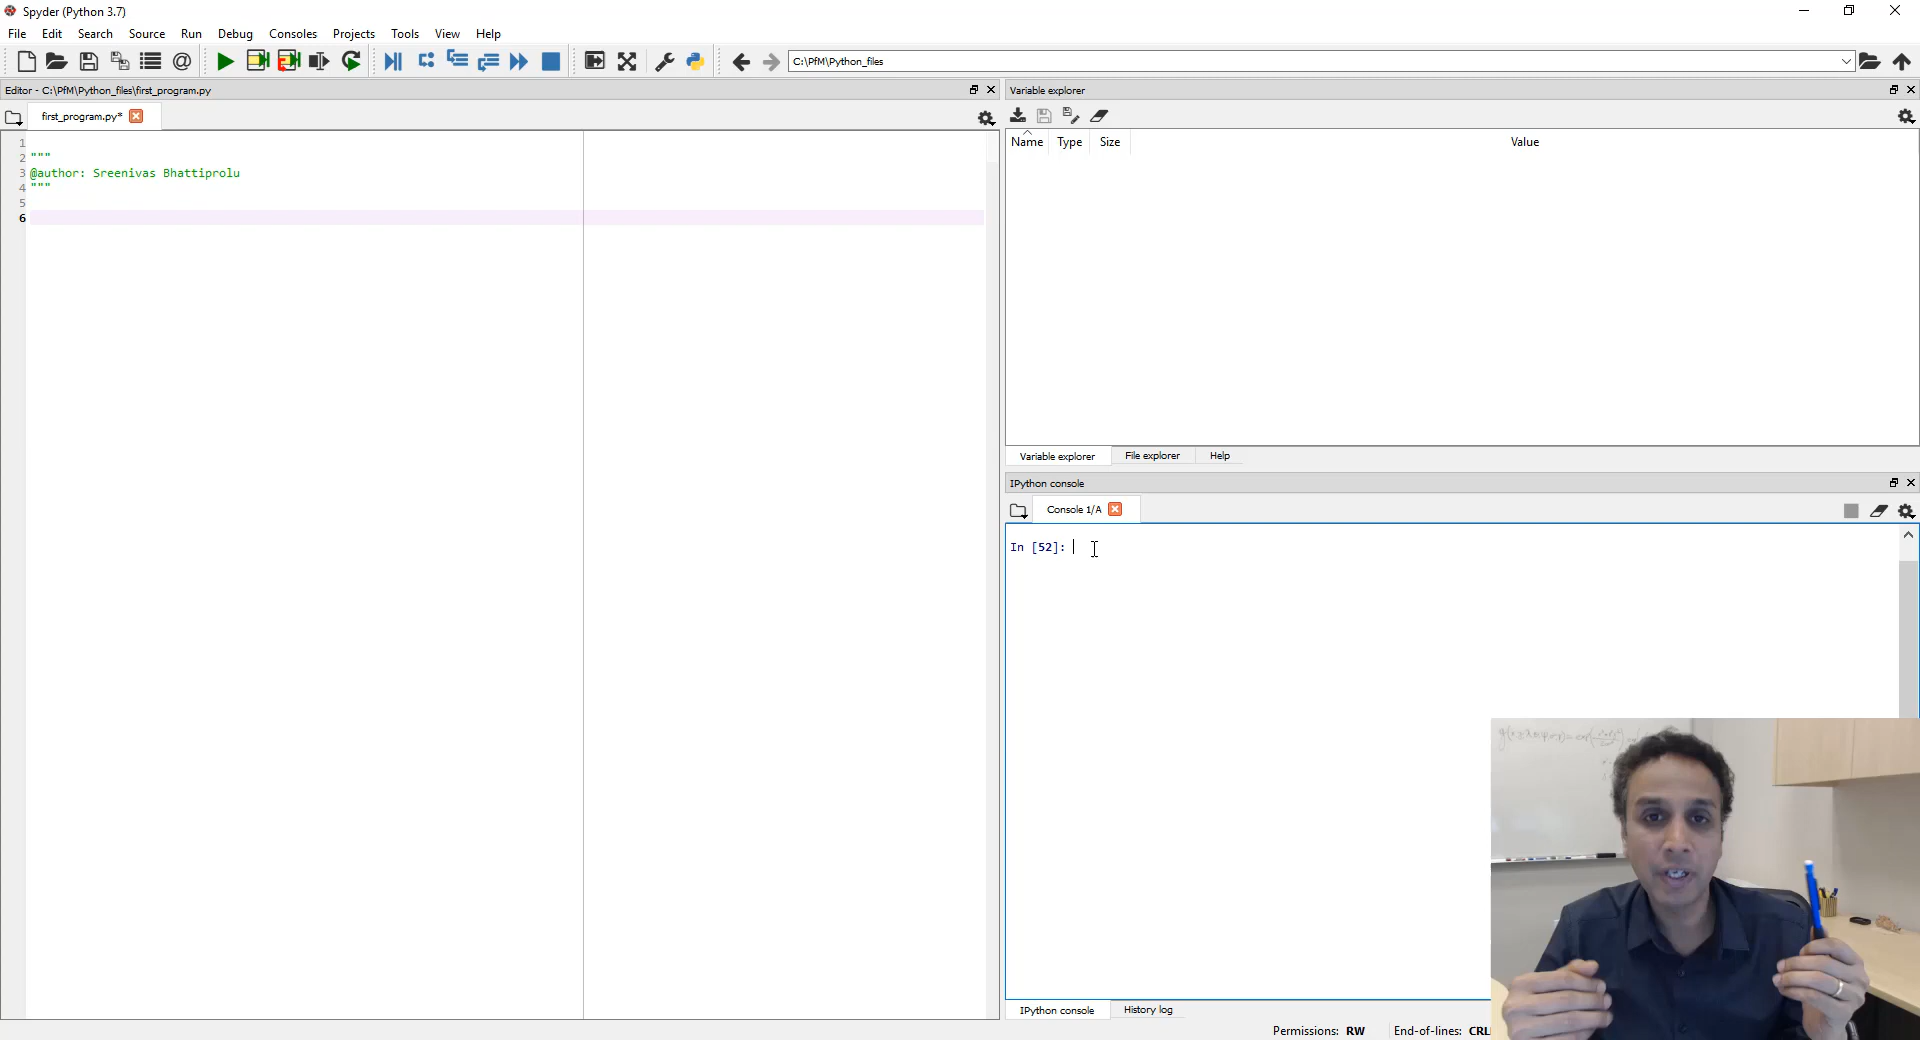 Spyder (Python 3.7)
File Edit Search Source Run Debug Consoles Projects Tools View Help
C:\PfM\Python_files
Editor - C:\PfM\Python_files\first_program.py
first_program.py*
1
2 """
3 @author: Sreenivas Bhattiprolu
4 """
5
6
Variable explorer
Name Type Size Value
Variable explorer File explorer Help
IPython console
Console 1/A
In [52]:
IPython console History log
Permissions: RW End-of-lines: CRL